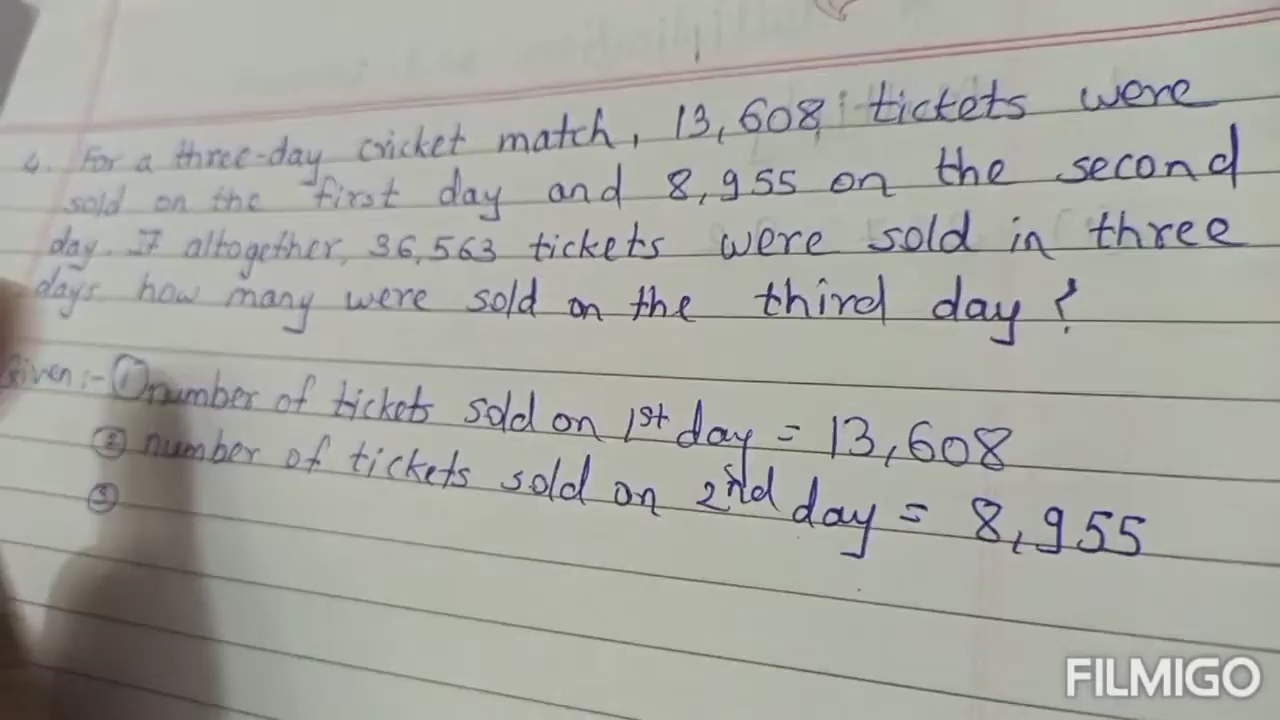 4. For a three-day cricket match, 13,608, tickets were
sold on the first day and 8,955 on the second
day. If altogether, 36,563 tickets were sold in three
days, how many were sold on the third day?
Given:- ① number of tickets sold on 1st day = 13,608
② number of tickets sold on 2nd day = 8,955
③
FILMIGO